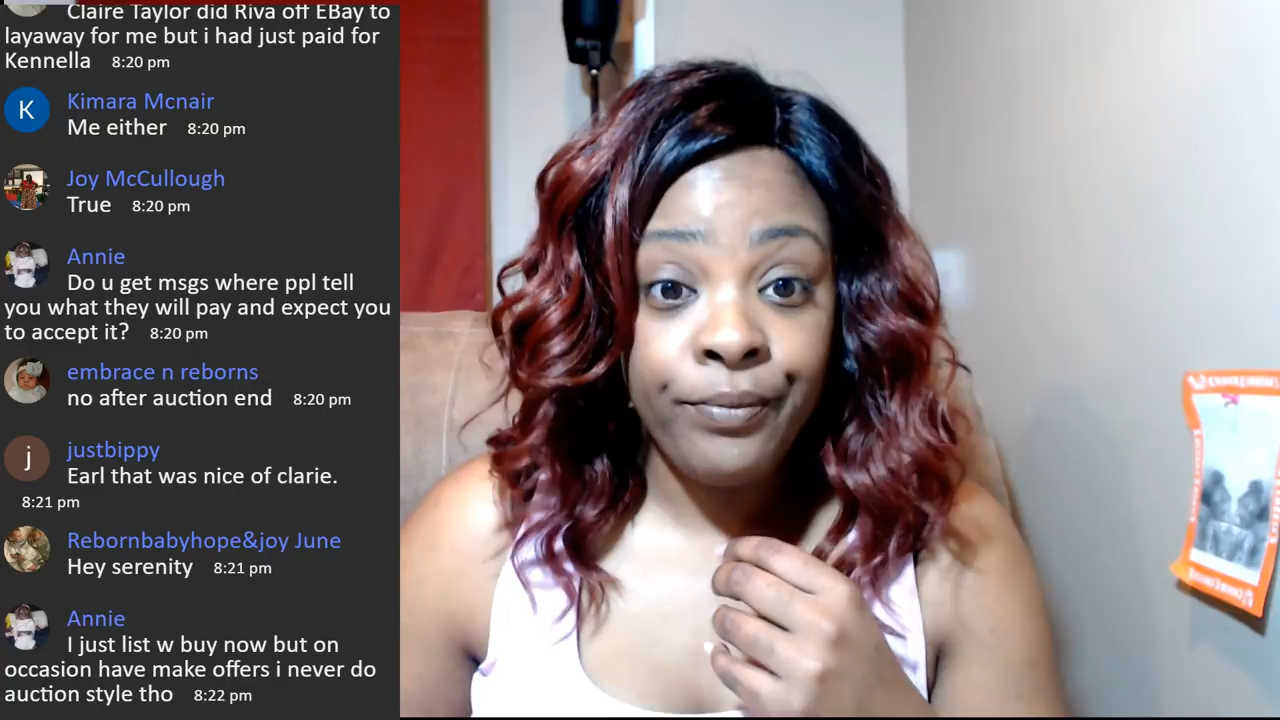 Claire Taylor did Riva off EBay to
layaway for me but i had just paid for
Kennella 8:20 pm
K
Kimara Mcnair
Me either 8:20 pm
Joy McCullough
True 8:20 pm
Annie
Do u get msgs where ppl tell
you what they will pay and expect you
to accept it? 8:20 pm
embrace n reborns
no after auction end 8:20 pm
j
justbippy
Earl that was nice of clarie.
8:21 pm
Rebornbabyhope&joy June
Hey serenity 8:21 pm
Annie
I just list w buy now but on
occasion have make offers i never do
auction style tho 8:22 pm